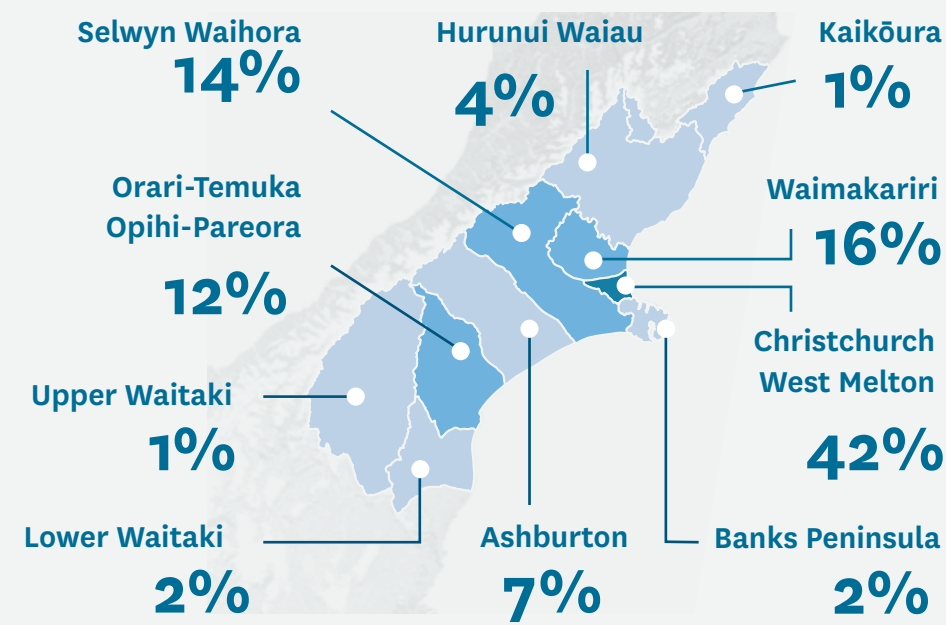 Selwyn Waihora
14%
Hurunui Waiau
4%
Kaikōura
1%
Orari-Temuka
Opihi-Pareora
12%
Waimakariri
16%
Christchurch
West Melton
42%
Upper Waitaki
1%
Lower Waitaki
2%
Ashburton
7%
Banks Peninsula
2%